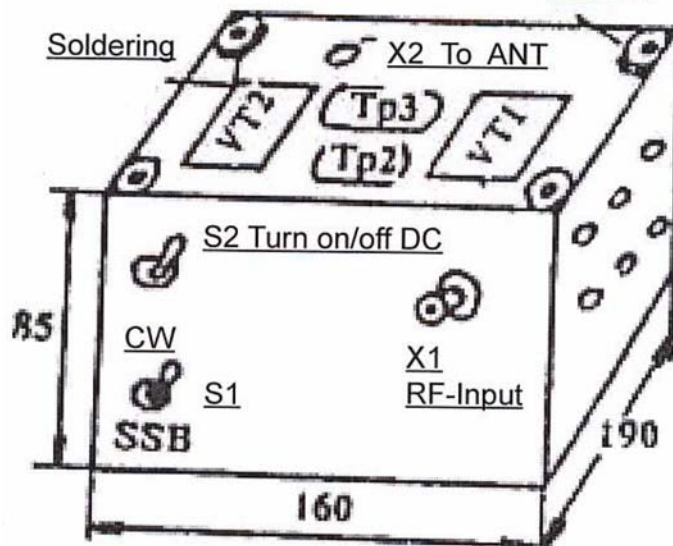 Soldering
X2 To ANT
VT2
(Tp3)
VT1
(Tp2)
S2 Turn on/off DC
85
CW
X1
S1
RF-Input
SSB
190
160